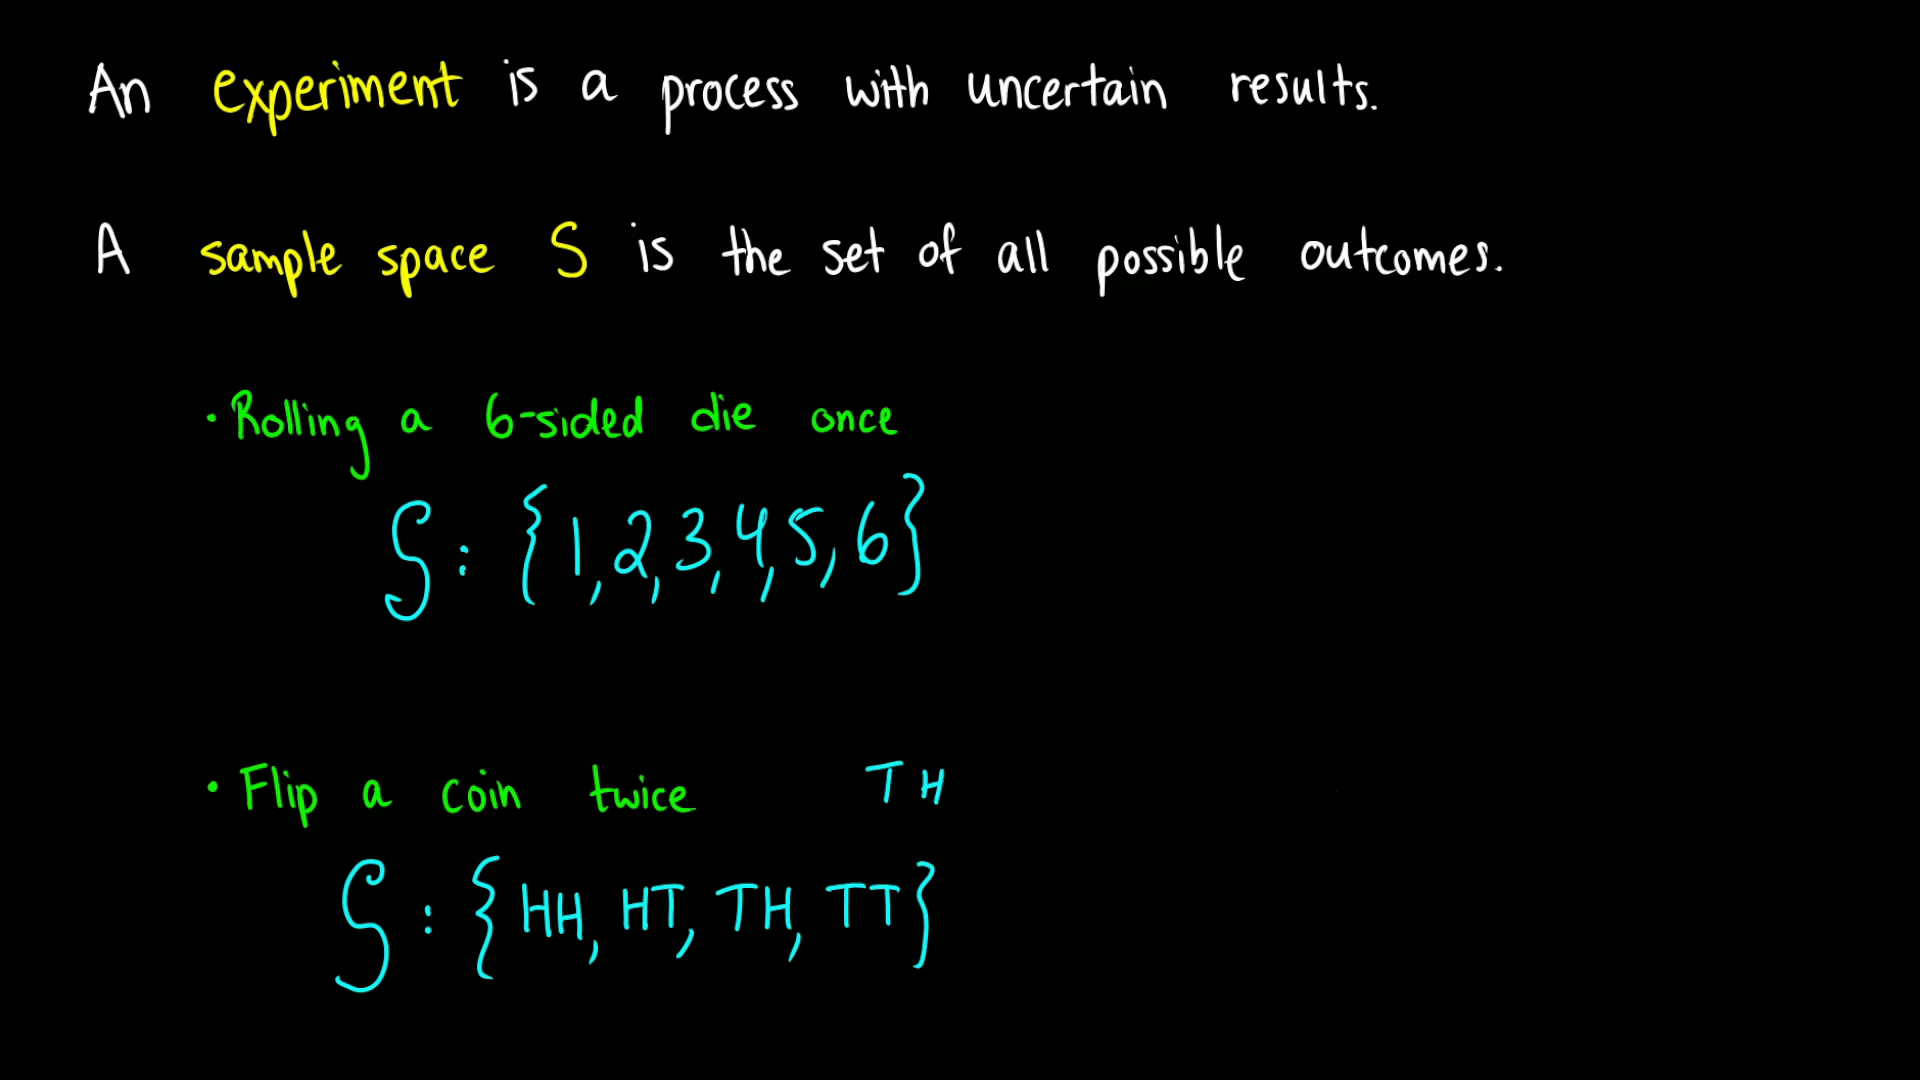 An experiment is a process with uncertain results.
A sample space S is the set of all possible outcomes.
• Rolling a 6-sided die once
S: {1,2,3,4,5,6}
• Flip a coin twice TH
S: {HH, HT, TH, TT}